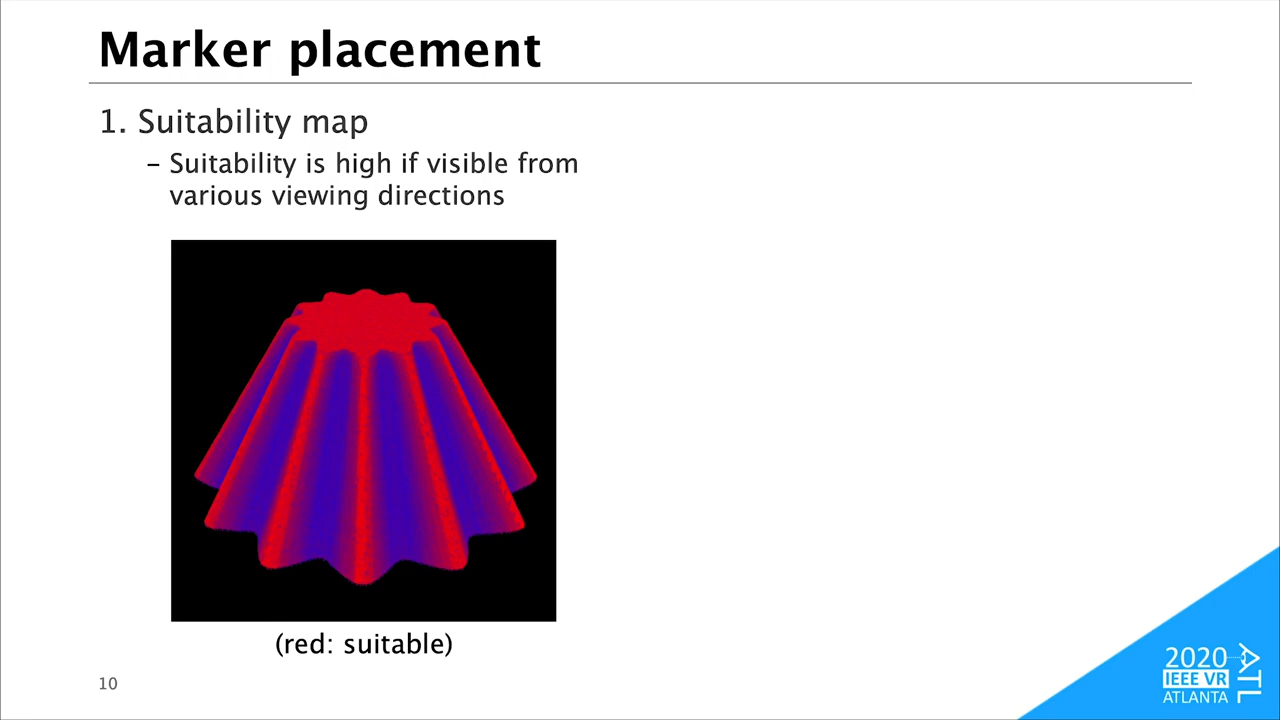 Marker placement
1. Suitability map
– Suitability is high if visible from
various viewing directions
(red: suitable)
10
2020
IEEE VR
ATLANTA
ATL